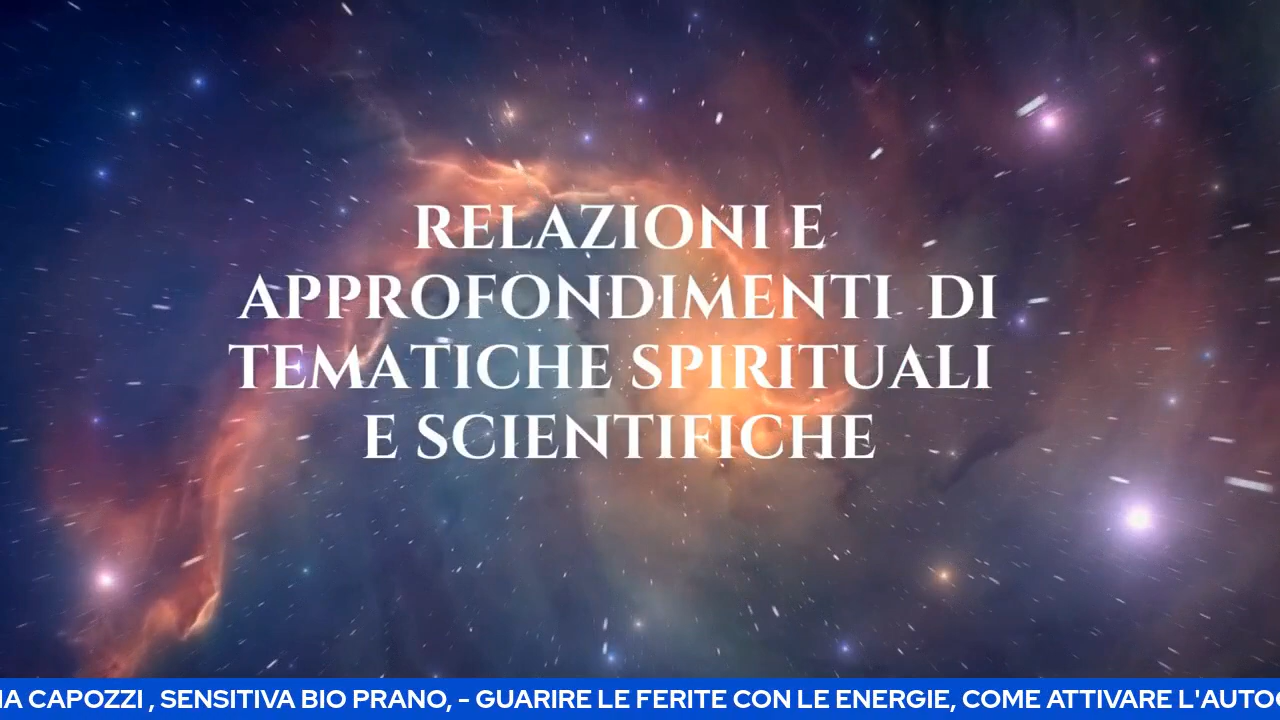 RELAZIONI E
APPROFONDIMENTI DI
TEMATICHE SPIRITUALI
E SCIENTIFICHE
CAPOZZI , SENSITIVA BIO PRANO, - GUARIRE LE FERITE CON LE ENERGIE, COME ATTIVARE